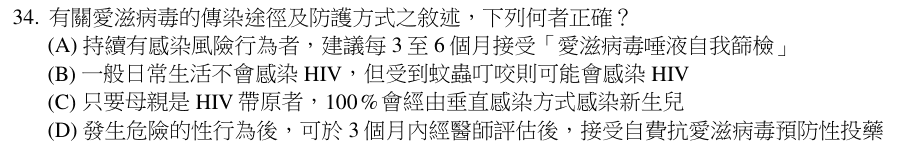 34. 有關愛滋病毒的傳染途徑及防護方式之敘述，下列何者正確？
(A) 持續有感染風險行為者，建議每 3 至 6 個月接受「愛滋病毒唾液自我篩檢」
(B) 一般日常生活不會感染 HIV，但受到蚊蟲叮咬則可能會感染 HIV
(C) 只要母親是 HIV 帶原者，100％會經由垂直感染方式感染新生兒
(D) 發生危險的性行為後，可於 3 個月內經醫師評估後，接受自費抗愛滋病毒預防性投藥